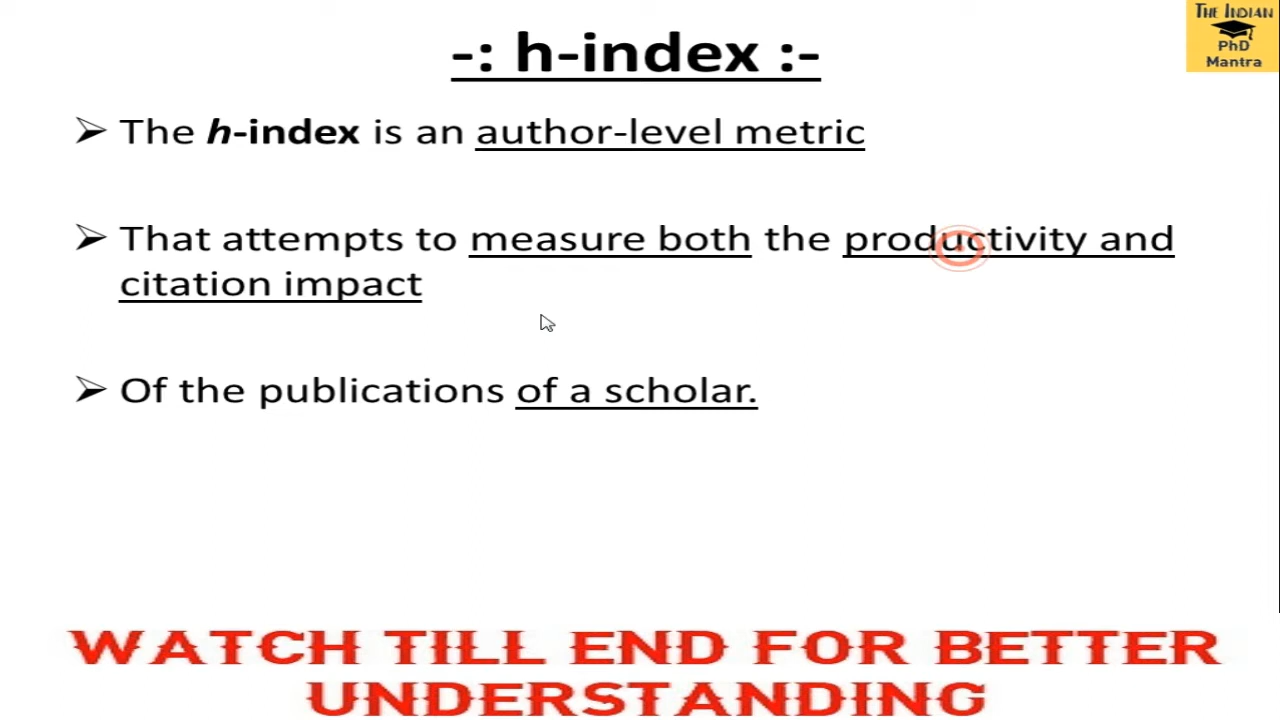 THE INDIAN
PhD
Mantra
-: h-index :-
➢ The h-index is an author-level metric
➢ That attempts to measure both the productivity and
citation impact
➢ Of the publications of a scholar.
WATCH TILL END FOR BETTER
UNDERSTANDING